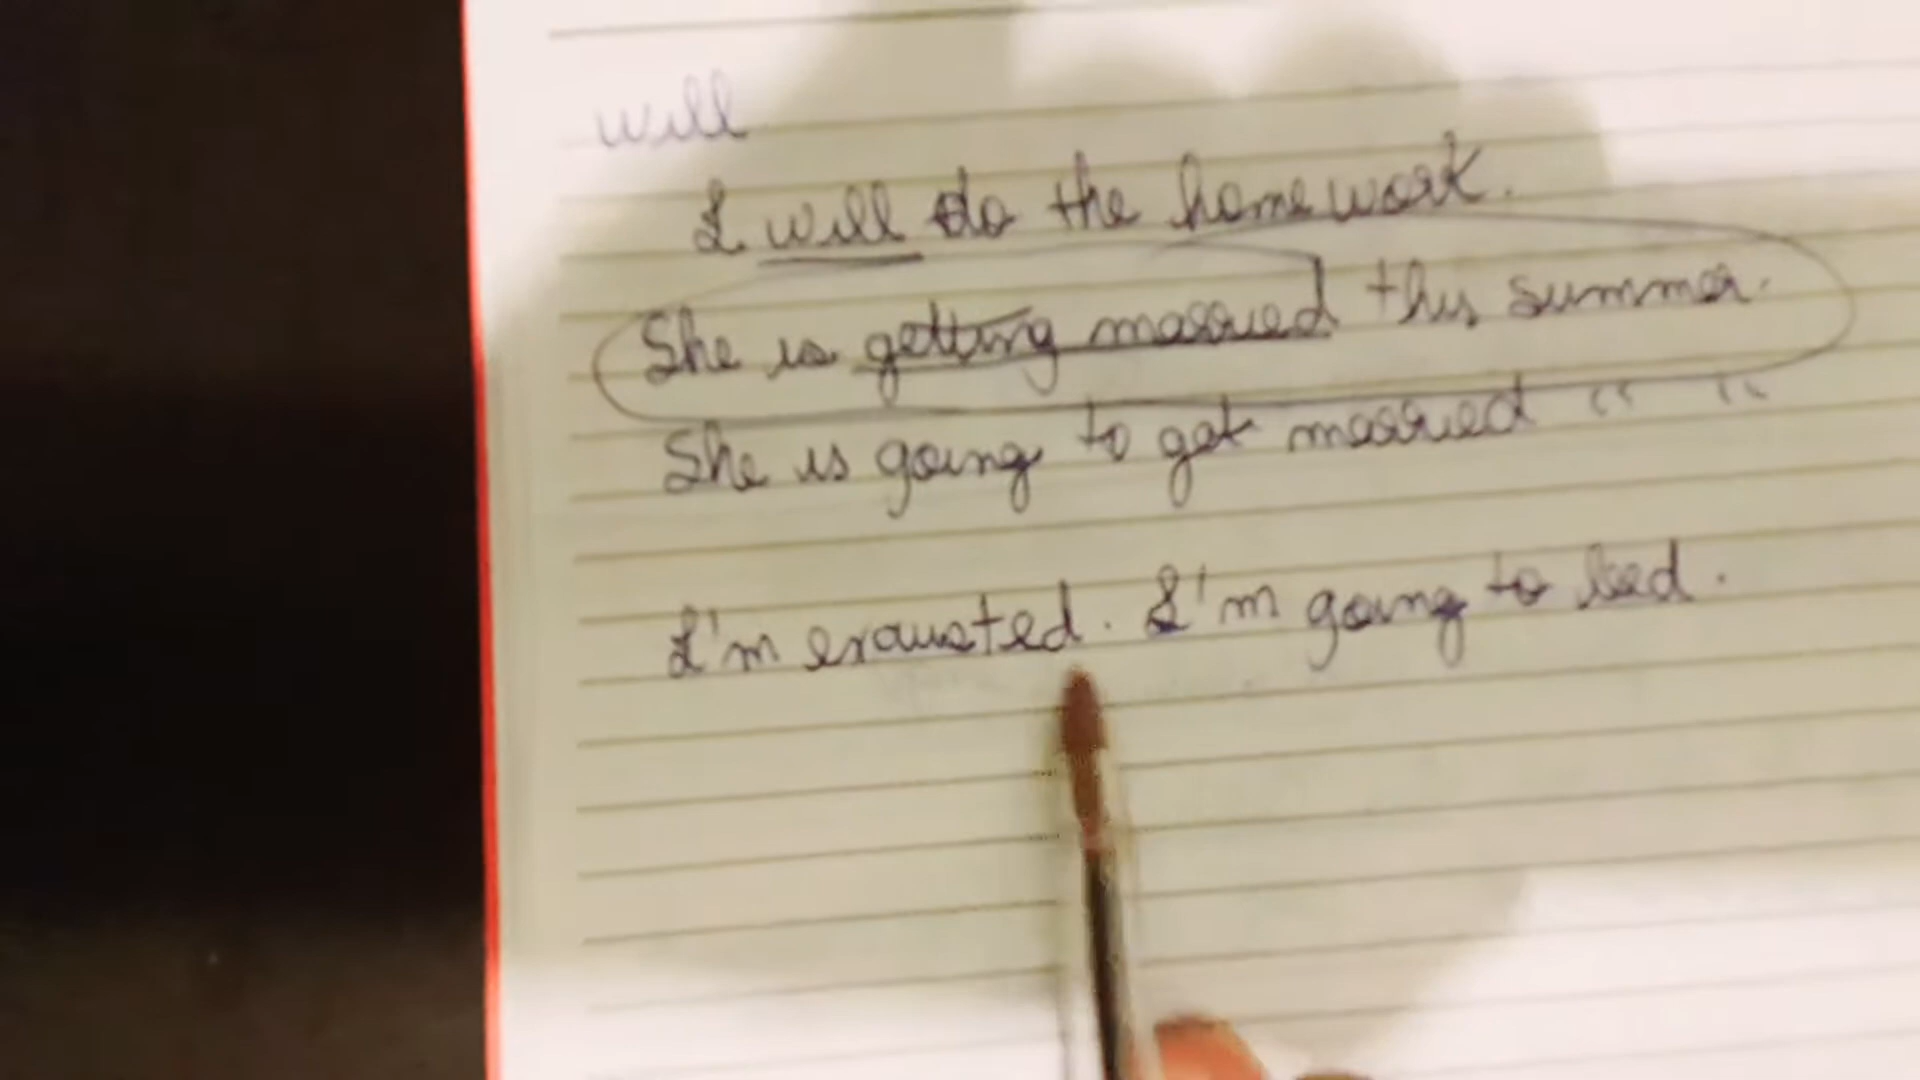 will
I will do the homework.
She is getting married this summer.
She is going to get married " "
I'm exausted. I'm going to bed.